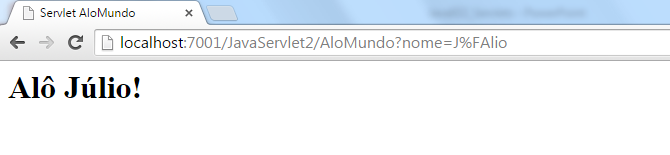 Servlet AloMundo
localhost:7001/JavaServlet2/AloMundo?nome=J%FAlio
Alô Júlio!